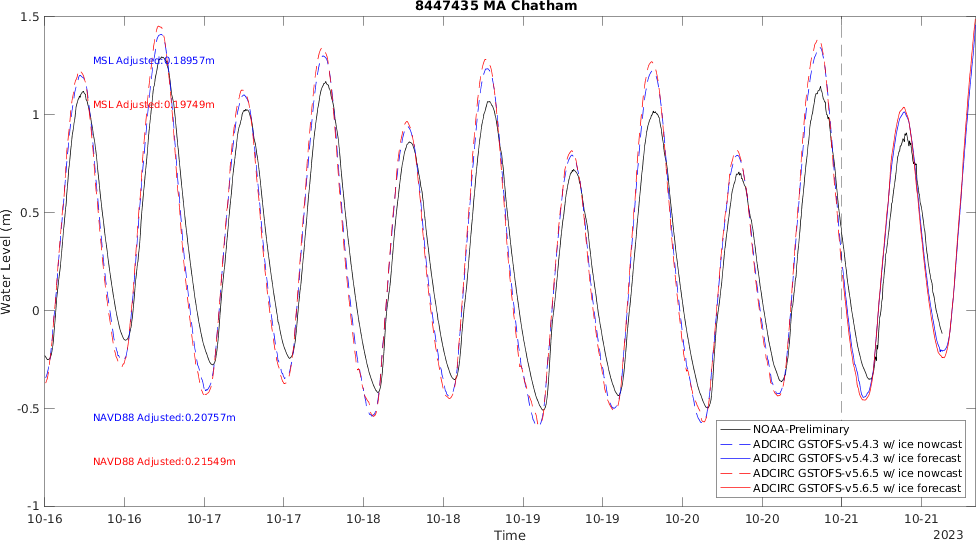 8447435 MA Chatham
1.5
1
0.5
0
-0.5
-1
Water Level (m)
MSL Adjusted:0.18957m
MSL Adjusted:0.19749m
NAVD88 Adjusted:0.20757m
NAVD88 Adjusted:0.21549m
NOAA-Preliminary
ADCIRC GSTOFS-v5.4.3 w/ ice nowcast
ADCIRC GSTOFS-v5.4.3 w/ ice forecast
ADCIRC GSTOFS-v5.6.5 w/ ice nowcast
ADCIRC GSTOFS-v5.6.5 w/ ice forecast
10-16 10-16 10-17 10-17 10-18 10-18 10-19 10-19 10-20 10-20 10-21 10-21
Time
2023